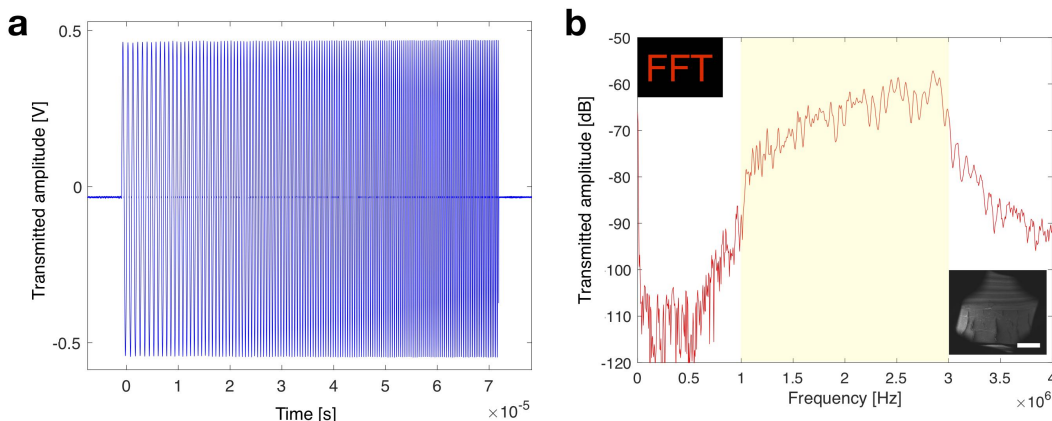 a
0.5
0
-0.5
Transmitted amplitude [V]
0 1 2 3 4 5 6 7
×10-5
Time [s]
b
FFT
-50
-60
-70
-80
-90
-100
-110
-120
Transmitted amplitude [dB]
0 0.5 1 1.5 2 2.5 3 3.5 4
Frequency [Hz]
×106